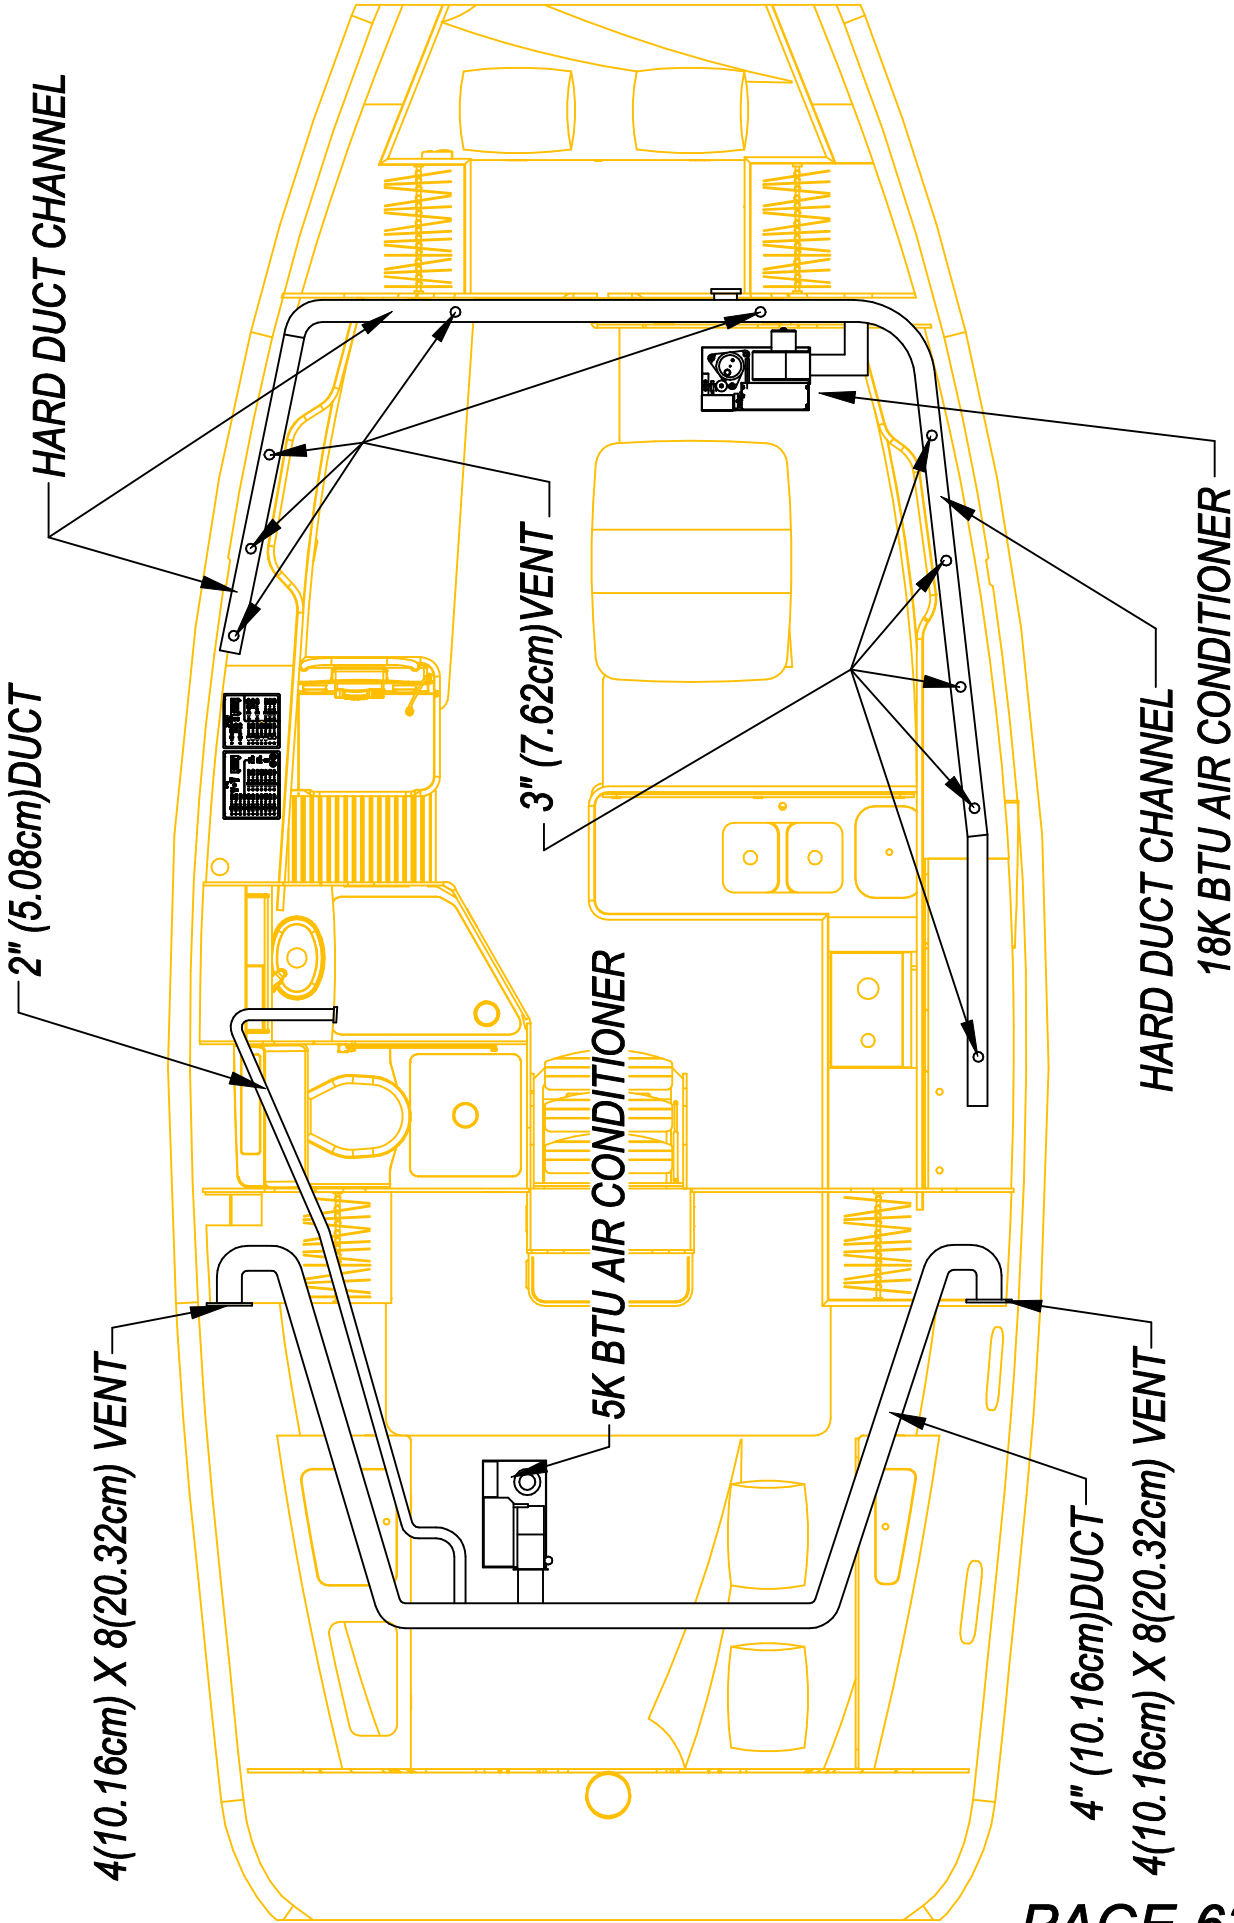 HARD DUCT CHANNEL
2" (5.08cm)DUCT
3" (7.62cm)VENT
18K BTU AIR CONDITIONER
HARD DUCT CHANNEL
5K BTU AIR CONDITIONER
4(10.16cm) X 8(20.32cm) VENT
4" (10.16cm)DUCT
4(10.16cm) X 8(20.32cm) VENT
PAGE